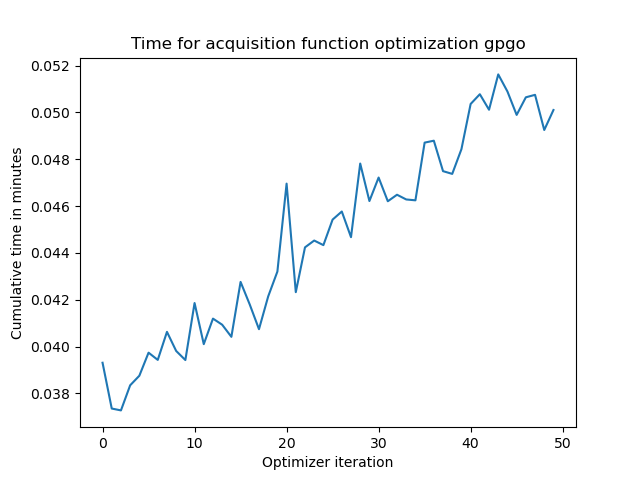 Time for acquisition function optimization gpgo
0.052
0.050
0.048
0.046
0.044
0.042
0.040
0.038
Cumulative time in minutes
0 10 20 30 40 50
Optimizer iteration